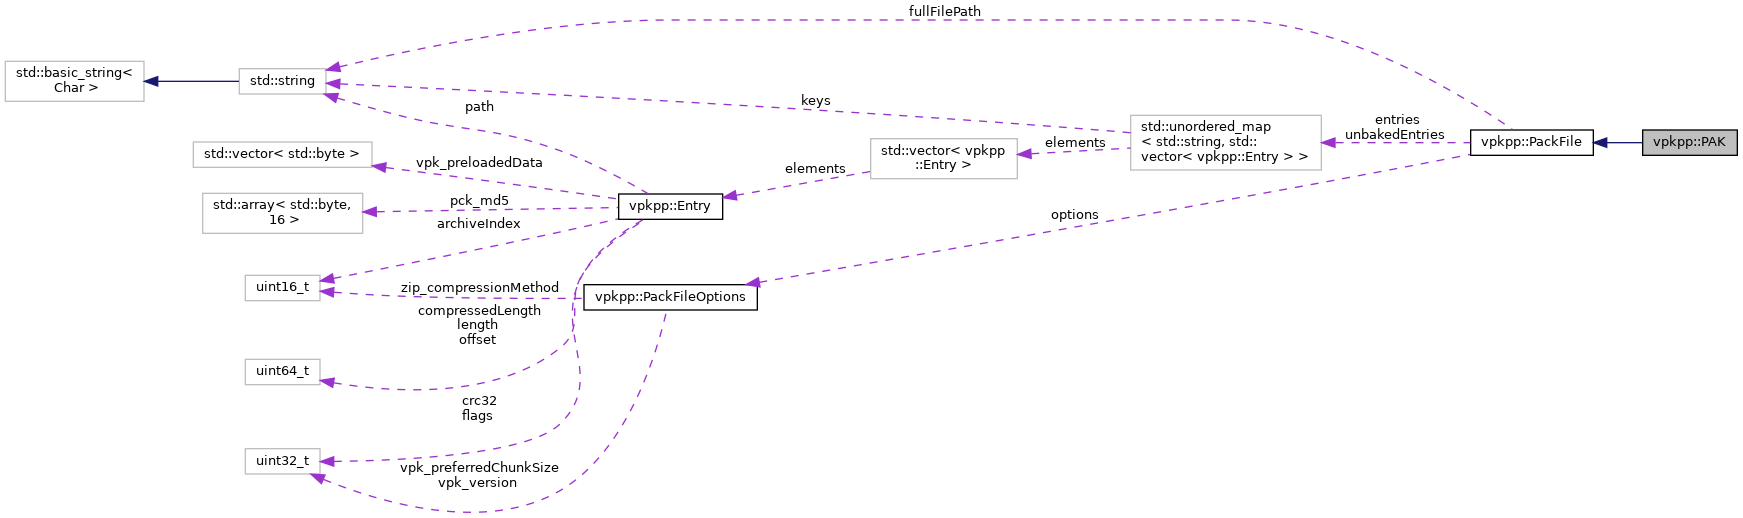 fullFilePath
std::basic_string<
Char >
std::string
keys
path
entries
unbakedEntries
std::unordered_map
< std::string, std::
vector< vpkpp::Entry > >
vpkpp::PackFile
vpkpp::PAK
elements
std::vector< vpkpp
::Entry >
elements
std::vector< std::byte >
vpk_preloadedData
std::array< std::byte,
16 >
pck_md5
vpkpp::Entry
archiveIndex
options
uint16_t
zip_compressionMethod
vpkpp::PackFileOptions
compressedLength
length
offset
uint64_t
crc32
flags
uint32_t
vpk_preferredChunkSize
vpk_version